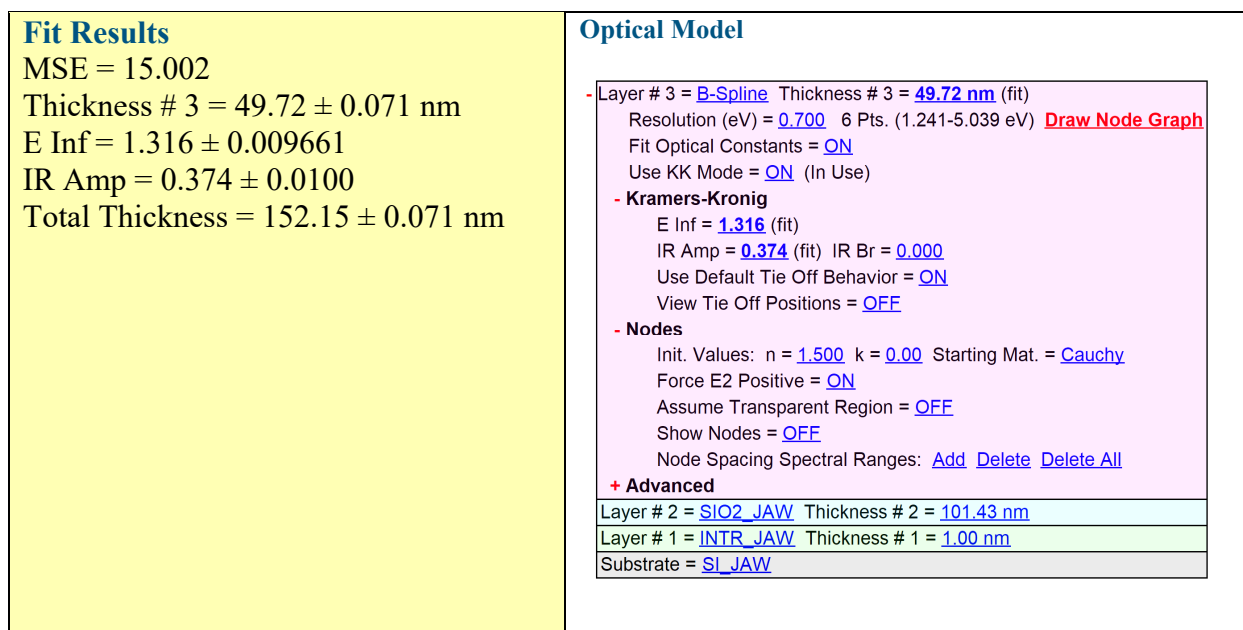 Fit Results
MSE = 15.002
Thickness # 3 = 49.72 ± 0.071 nm
E Inf = 1.316 ± 0.009661
IR Amp = 0.374 ± 0.0100
Total Thickness = 152.15 ± 0.071 nm
Optical Model
- Layer # 3 = B-Spline Thickness # 3 = 49.72 nm (fit)
Resolution (eV) = 0.700 6 Pts. (1.241-5.039 eV) Draw Node Graph
Fit Optical Constants = ON
Use KK Mode = ON (In Use)
- Kramers-Kronig
E Inf = 1.316 (fit)
IR Amp = 0.374 (fit) IR Br = 0.000
Use Default Tie Off Behavior = ON
View Tie Off Positions = OFF
- Nodes
Init. Values: n = 1.500 k = 0.00 Starting Mat. = Cauchy
Force E2 Positive = ON
Assume Transparent Region = OFF
Show Nodes = OFF
Node Spacing Spectral Ranges: Add Delete Delete All
+ Advanced
Layer # 2 = SIO2_JAW Thickness # 2 = 101.43 nm
Layer # 1 = INTR_JAW Thickness # 1 = 1.00 nm
Substrate = SI_JAW